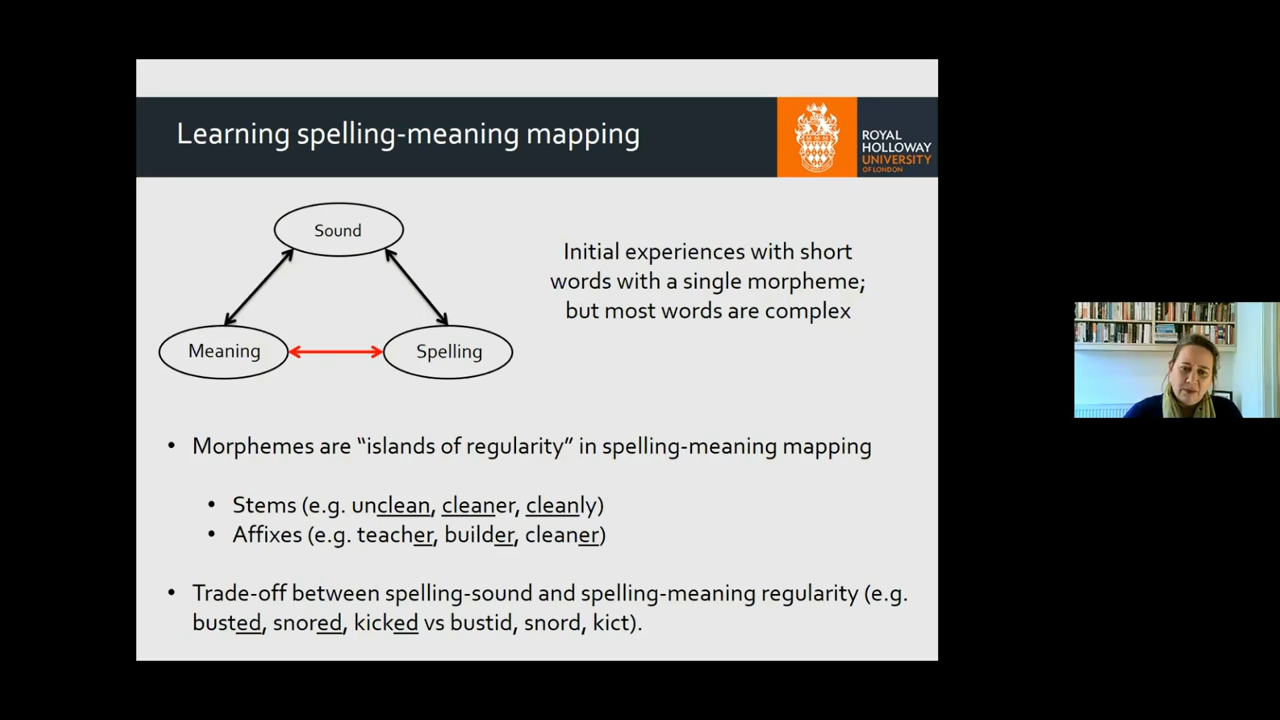 Learning spelling-meaning mapping
ROYAL
HOLLOWAY
UNIVERSITY
OF LONDON
Sound
Meaning
Spelling
Initial experiences with short
words with a single morpheme;
but most words are complex
• Morphemes are “islands of regularity” in spelling-meaning mapping
• Stems (e.g. unclean, cleaner, cleanly)
• Affixes (e.g. teacher, builder, cleaner)
• Trade-off between spelling-sound and spelling-meaning regularity (e.g.
busted, snored, kicked vs bustid, snord, kict).